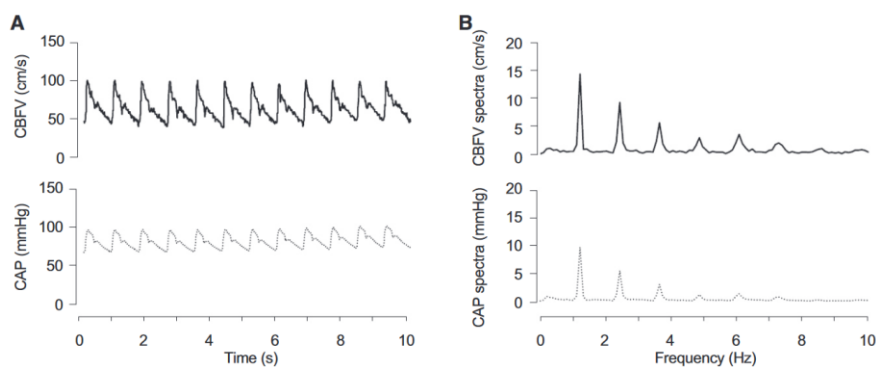 A
CBFV (cm/s)
150
100
50
0
CAP (mmHg)
150
100
50
0
0 2 4 6 8 10
Time (s)
B
CBFV spectra (cm/s)
20
15
10
5
0
CAP spectra (mmHg)
20
15
10
5
0
0 2 4 6 8 10
Frequency (Hz)